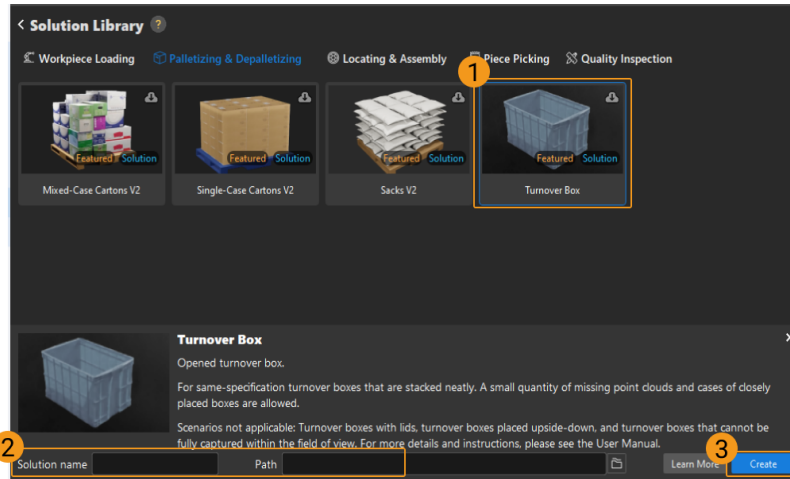 < Solution Library ?
Workpiece Loading Palletizing & Depalletizing Locating & Assembly Piece Picking Quality Inspection
1
Featured Solution Featured Solution Featured Solution Featured Solution
Mixed-Case Cartons V2 Single-Case Cartons V2 Sacks V2 Turnover Box
Turnover Box
Opened turnover box.
For same-specification turnover boxes that are stacked neatly. A small quantity of missing point clouds and cases of closely
placed boxes are allowed.
Scenarios not applicable: Turnover boxes with lids, turnover boxes placed upside-down, and turnover boxes that cannot be
fully captured within the field of view. For more details and instructions, please see the User Manual.
2 3
Solution name Path Learn More Create